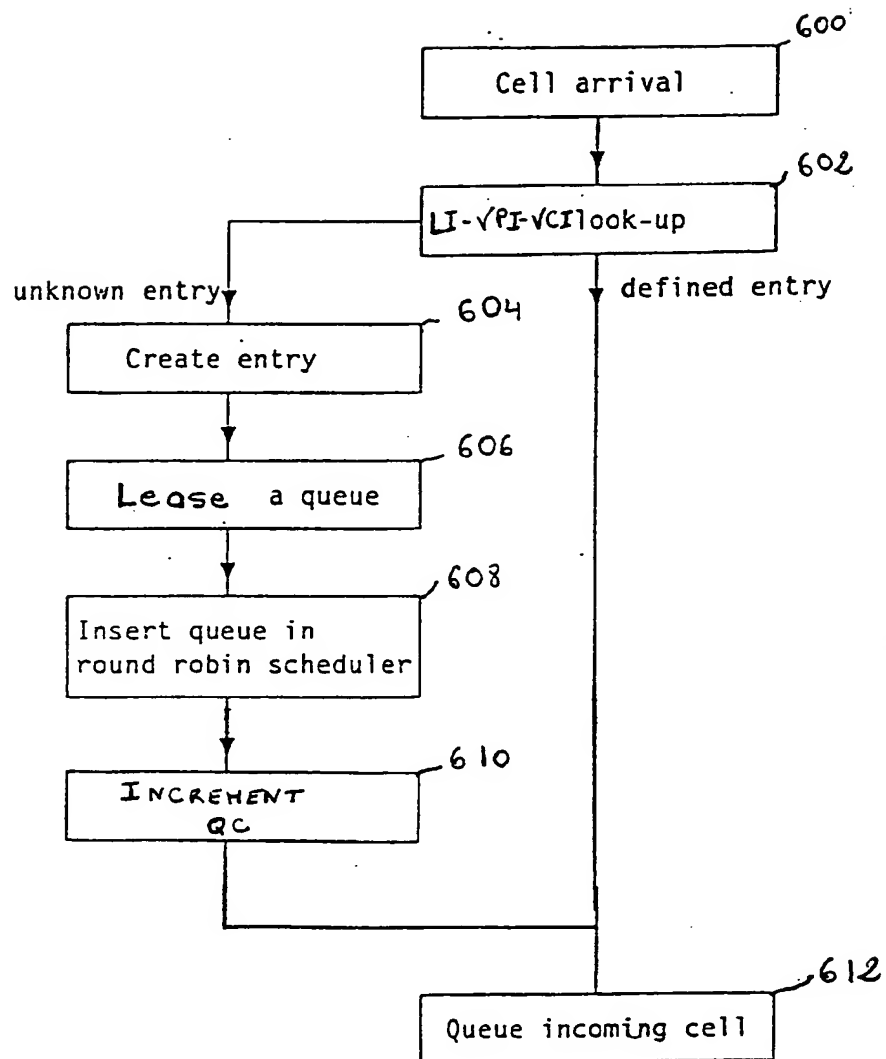 600
Cell arrival
602
LI-VPI-VCI look-up
unknown entry
defined entry
604
Create entry
606
Lease a queue
608
Insert queue in
round robin scheduler
610
INCREMENT
QC
612
Queue incoming cell